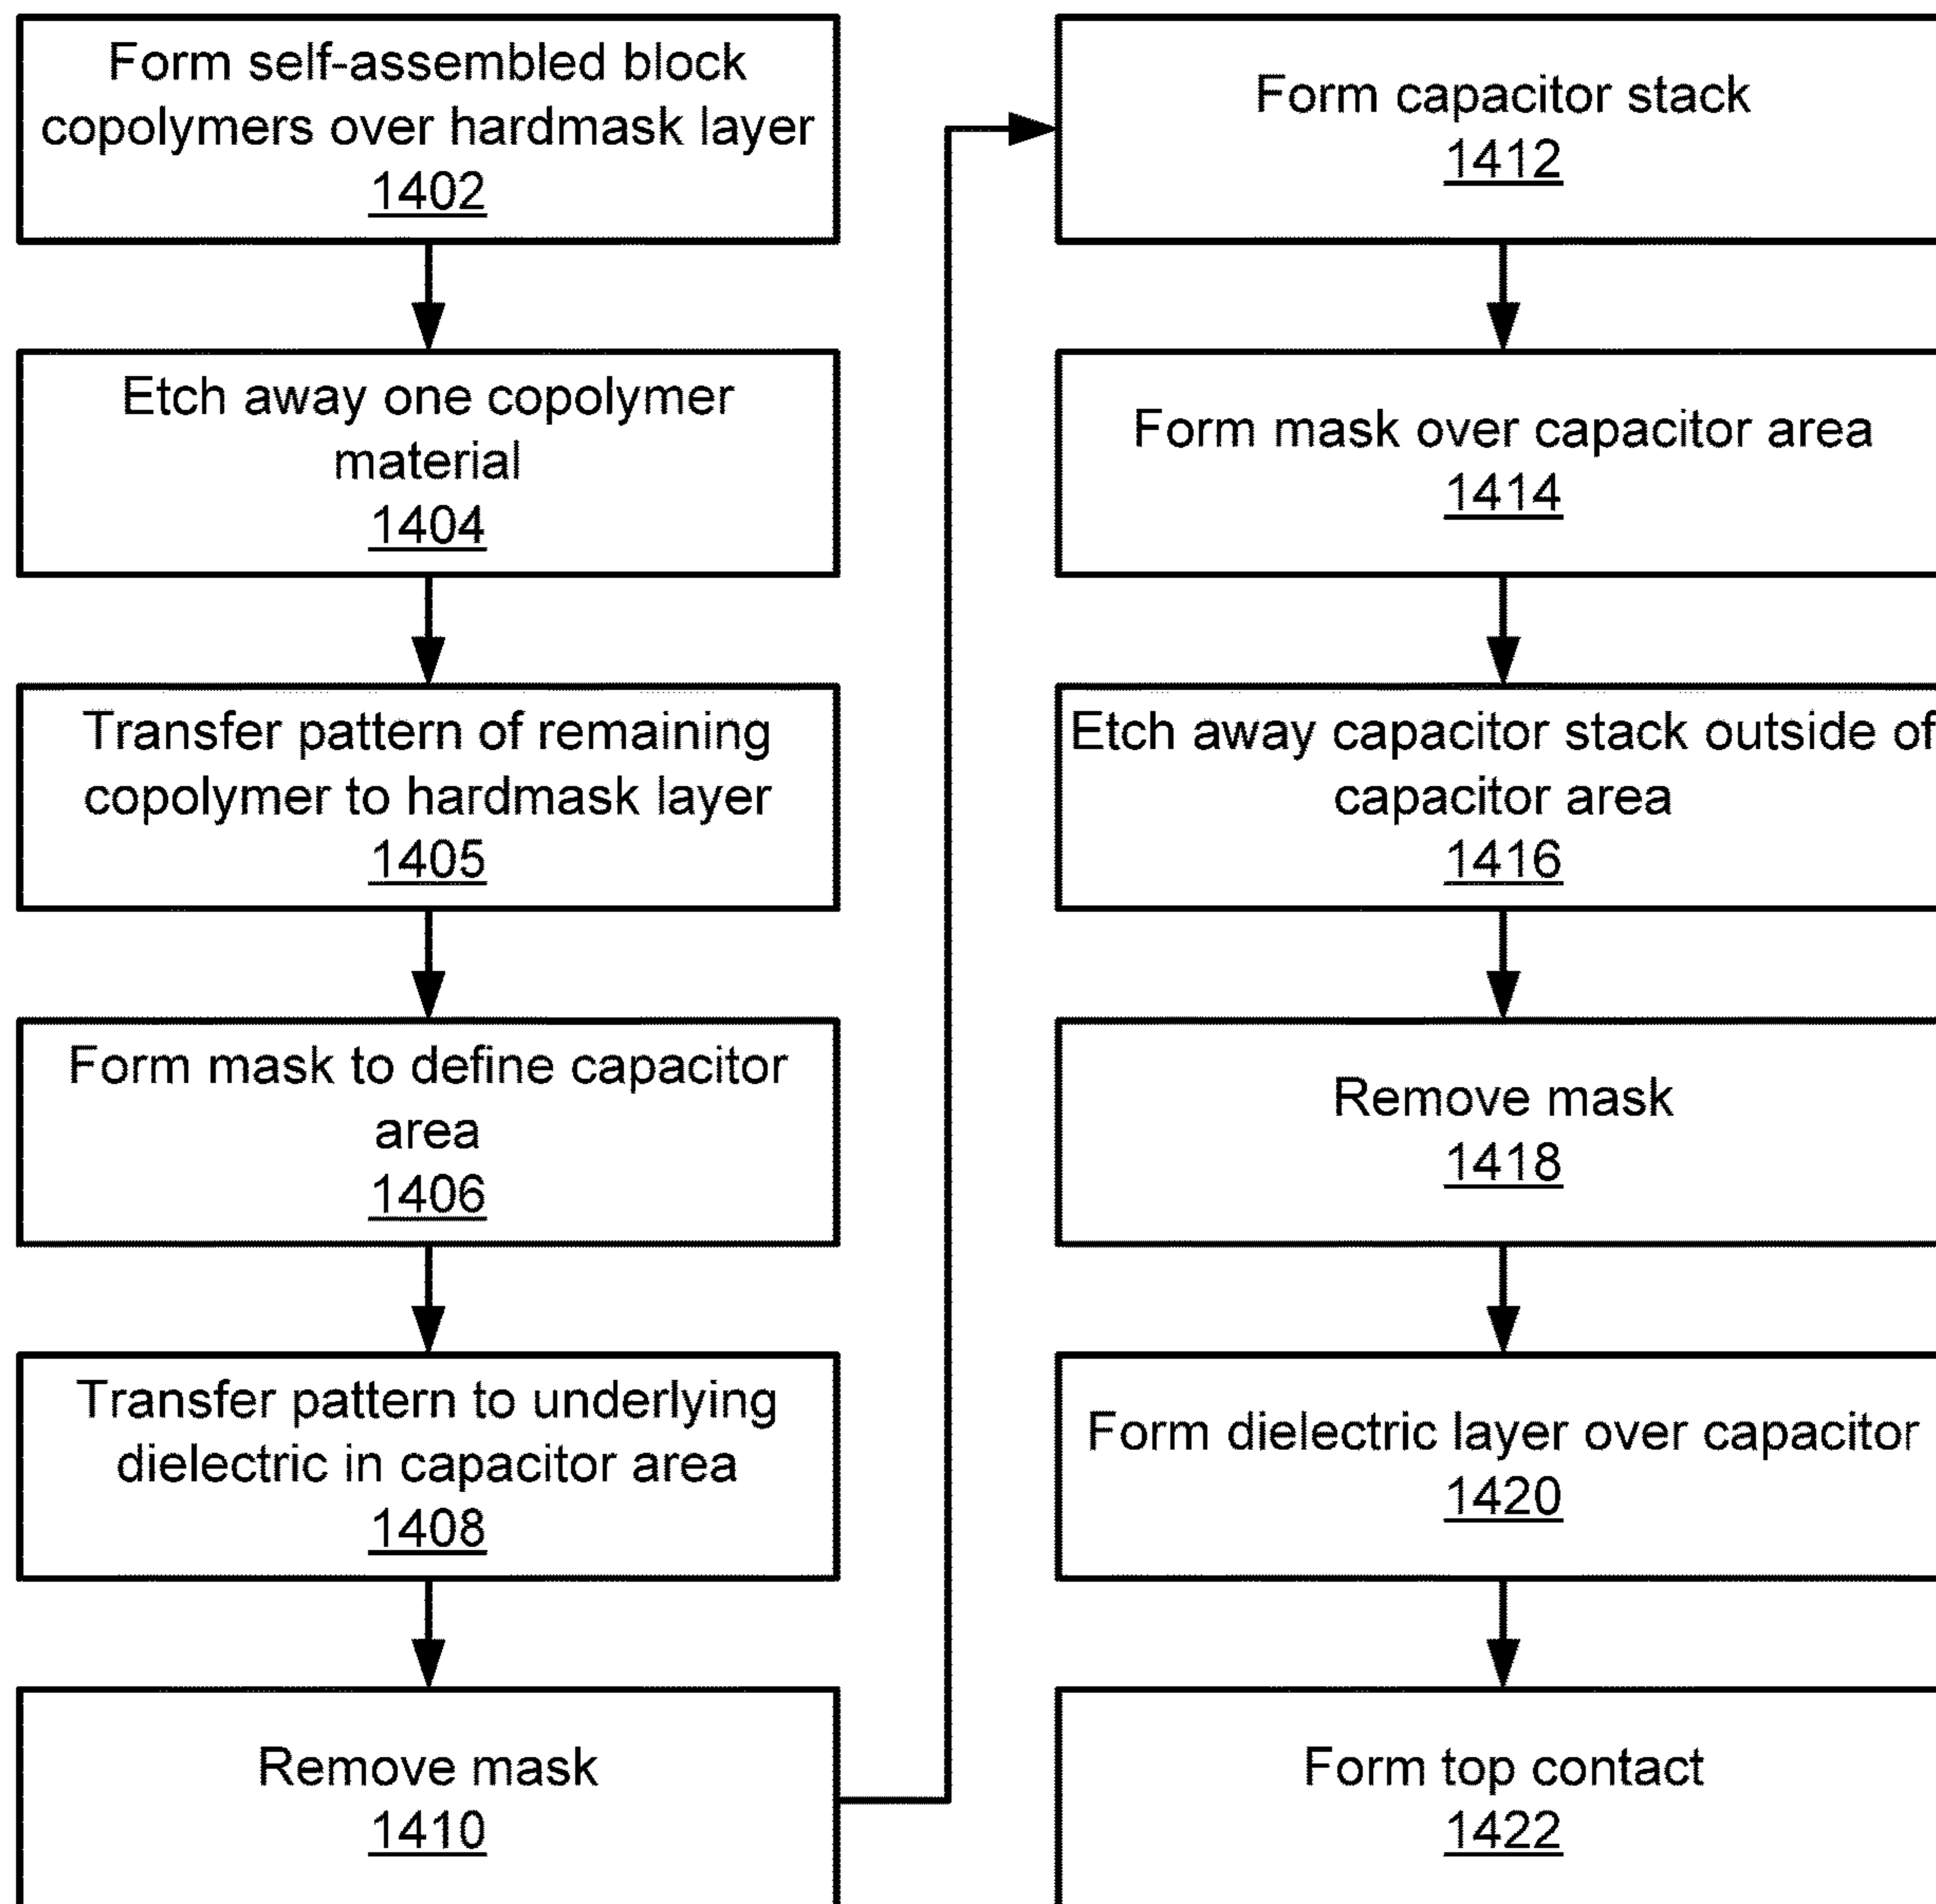 Form self-assembled block
copolymers over hardmask layer
1402
Etch away one copolymer
material
1404
Transfer pattern of remaining
copolymer to hardmask layer
1405
Form mask to define capacitor
area
1406
Transfer pattern to underlying
dielectric in capacitor area
1408
Remove mask
1410
Form capacitor stack
1412
Form mask over capacitor area
1414
Etch away capacitor stack outside of
capacitor area
1416
Remove mask
1418
Form dielectric layer over capacitor
1420
Form top contact
1422